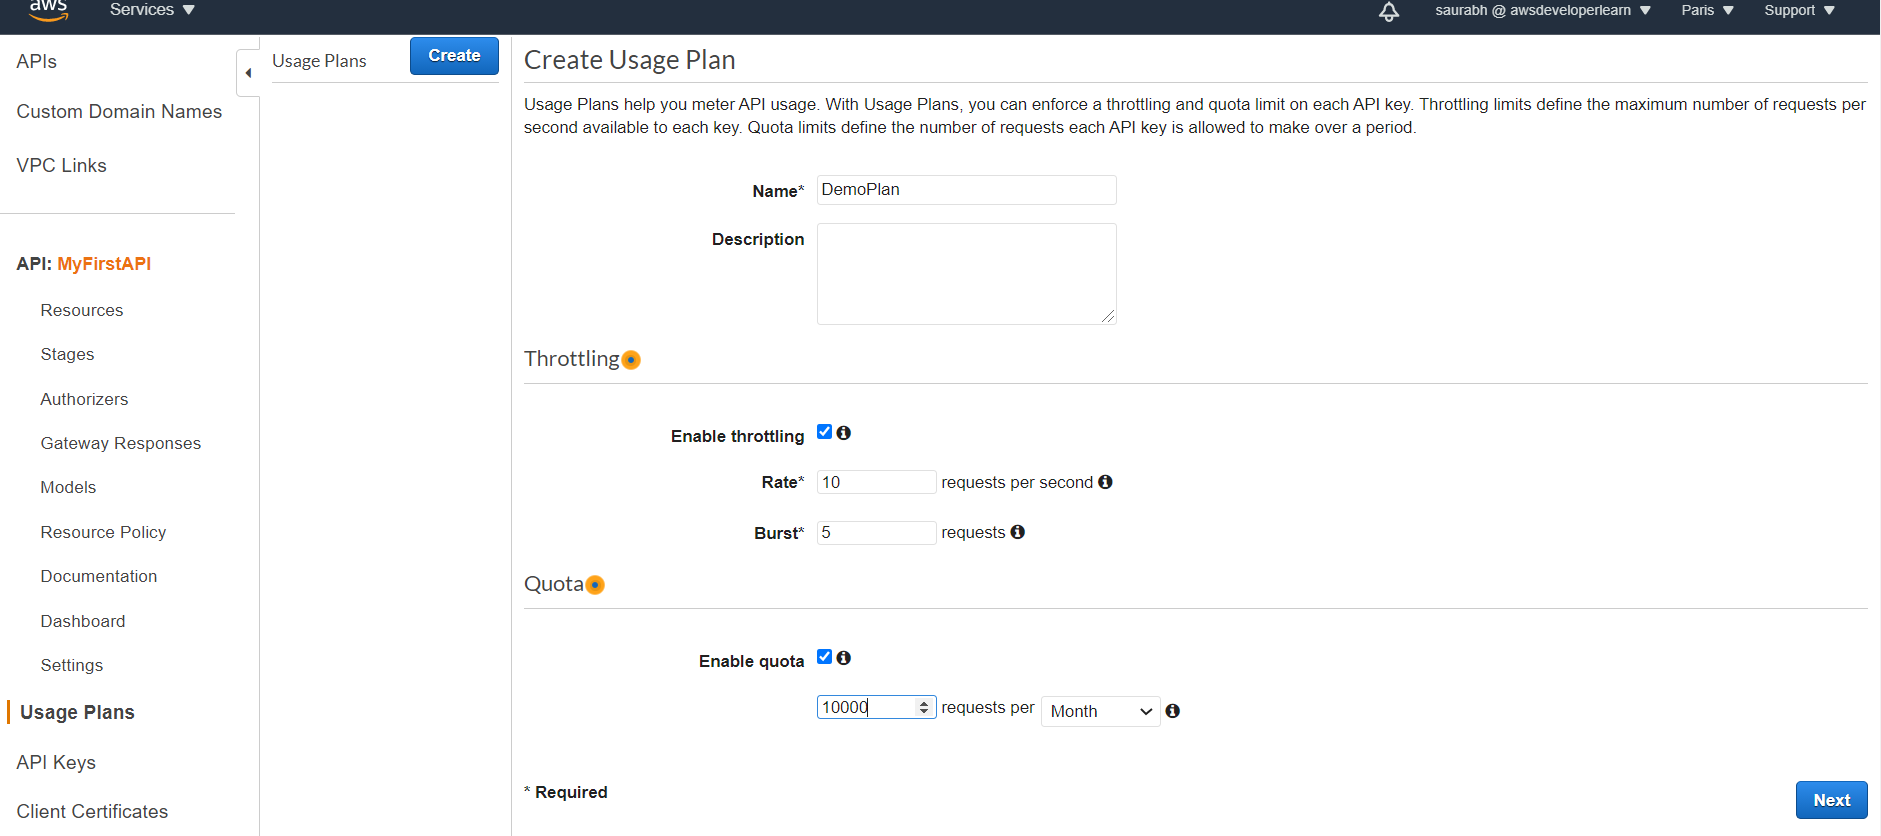 aws
Services
saurabh @ awsdeveloperlearn
Paris
Support
APIs
Custom Domain Names
VPC Links
API: MyFirstAPI
Resources
Stages
Authorizers
Gateway Responses
Models
Resource Policy
Documentation
Dashboard
Settings
Usage Plans
API Keys
Client Certificates
Usage Plans
Create
Create Usage Plan
Usage Plans help you meter API usage. With Usage Plans, you can enforce a throttling and quota limit on each API key. Throttling limits define the maximum number of requests per
second available to each key. Quota limits define the number of requests each API key is allowed to make over a period.
Name* DemoPlan
Description
Throttling
Enable throttling
Rate* 10 requests per second
Burst* 5 requests
Quota
Enable quota
10000 requests per Month
* Required
Next